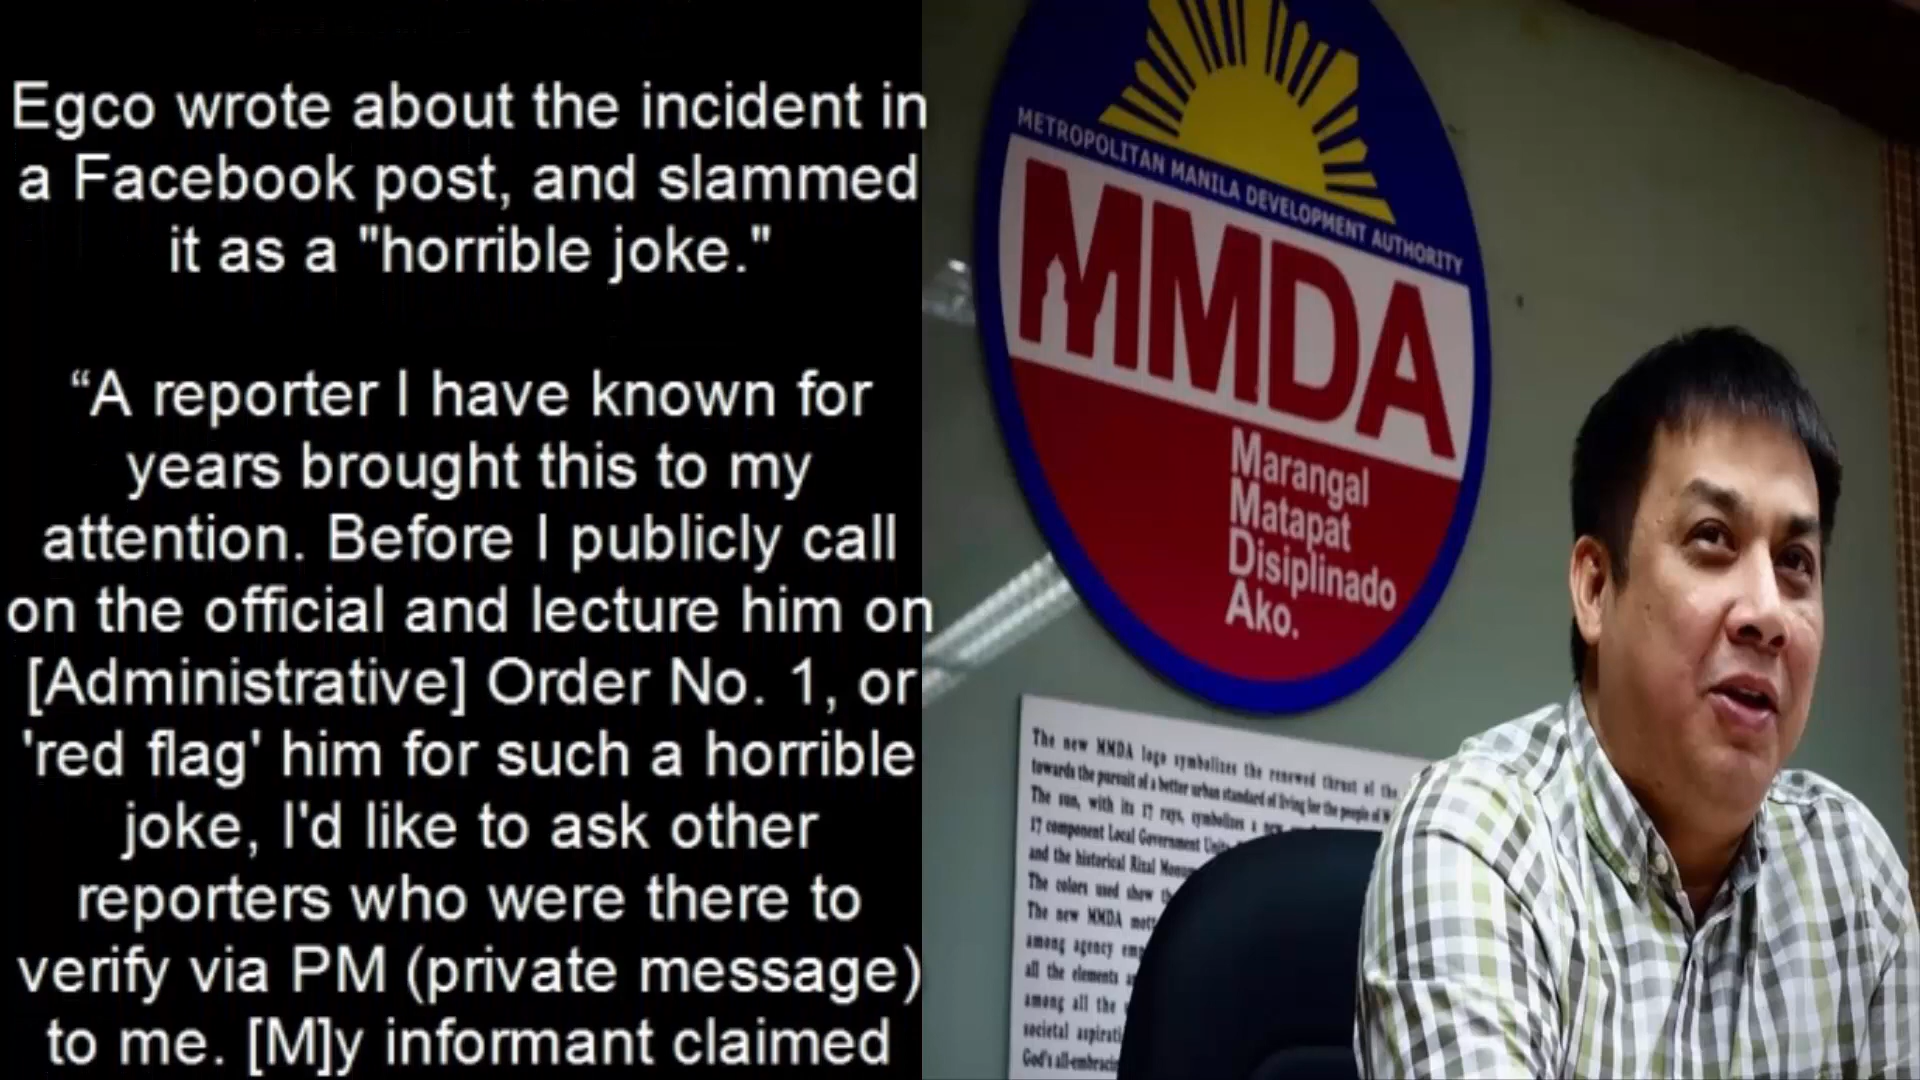 Egco wrote about the incident in
a Facebook post, and slammed
it as a "horrible joke."
“A reporter I have known for
years brought this to my
attention. Before I publicly call
on the official and lecture him on
[Administrative] Order No. 1, or
'red flag' him for such a horrible
joke, I'd like to ask other
reporters who were there to
verify via PM (private message)
to me. [M]y informant claimed
METROPOLITAN MANILA DEVELOPMENT AUTHORITY
MMDA
Marangal
Matapat
Disiplinado
Ako.
The new MMDA logo symbolizes the renewed thrust of the
towards the pursuit of a better urban standard of living for the people of
The sun, with its 17 rays, symbolizes a
17 component Local Government
and the historical Rizal
The colors used show
The new MMDA
among agency
all the elements
among all the
societal
God's